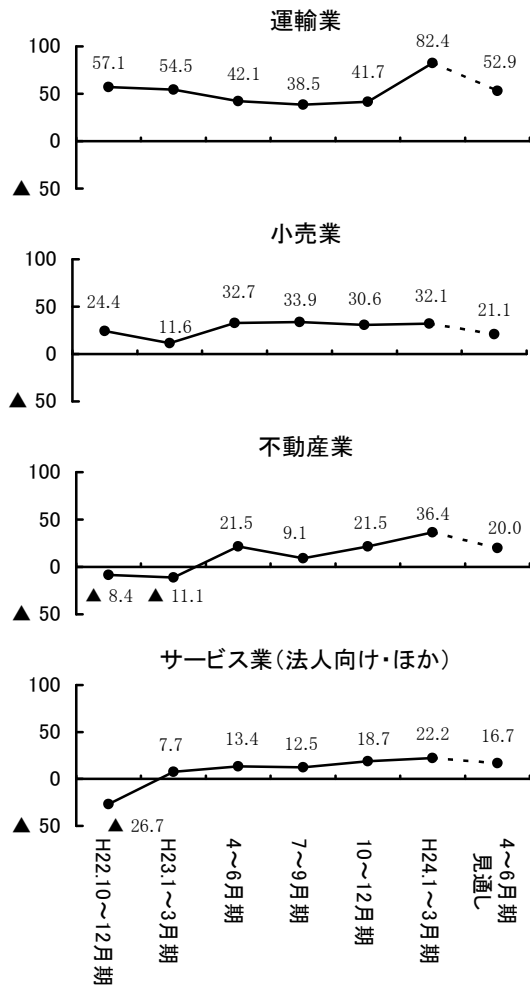 運輸業
100
50
0
▲ 50
57.1 54.5 42.1 38.5 41.7 82.4 52.9
小売業
100
50
0
▲ 50
24.4 11.6 32.7 33.9 30.6 32.1 21.1
不動産業
100
50
0
▲ 50
▲ 8.4 ▲ 11.1 21.5 9.1 21.5 36.4 20.0
サービス業(法人向け・ほか)
100
50
0
▲ 50
▲ 26.7 7.7 13.4 12.5 18.7 22.2 16.7
H22.10～12月期
H23.1～3月期
4～6月期
7～9月期
10～12月期
H24.1～3月期
4～6月期
見通し